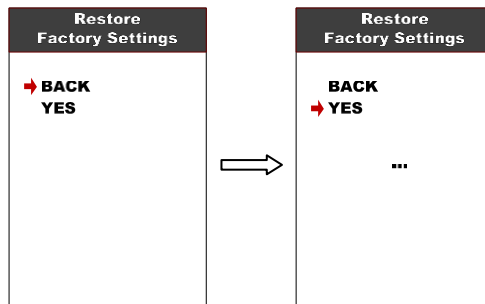 Restore
Factory Settings
BACK
YES
Restore
Factory Settings
BACK
YES
...